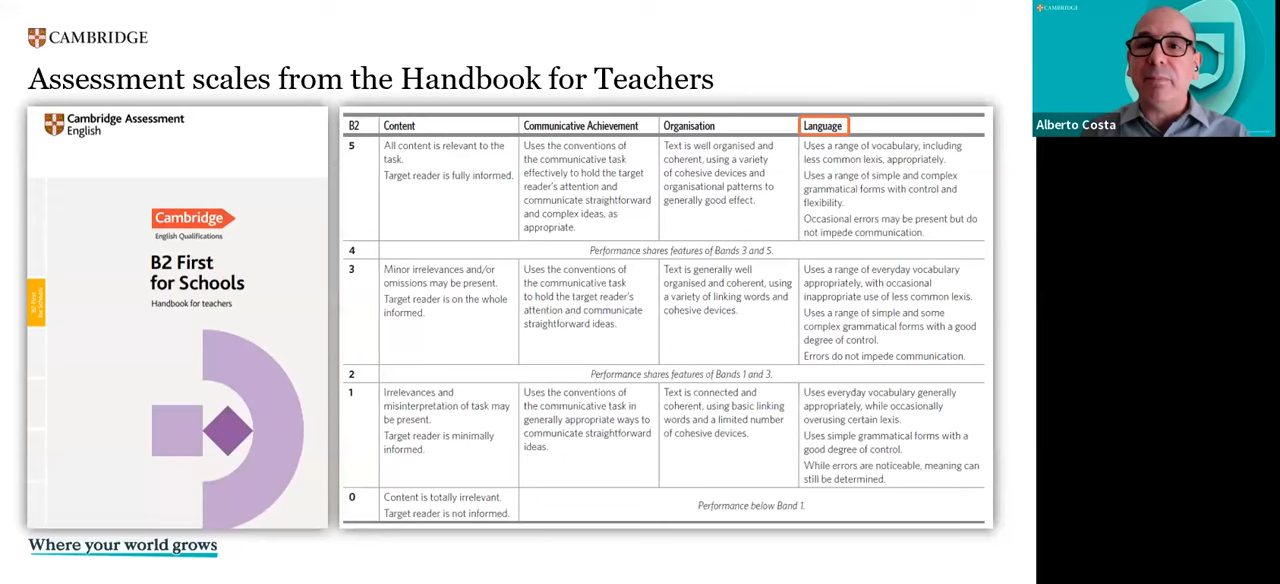 CAMBRIDGE
Assessment scales from the Handbook for Teachers
Cambridge Assessment
English
Cambridge
English Qualifications
B2 First
for Schools
Handbook for teachers
B2 First
for Schools
B2 Content Communicative Achievement Organisation Language
5
All content is relevant to the
task.
Target reader is fully informed.
Uses the conventions of
the communicative task
effectively to hold the target
reader's attention and
communicate straightforward
and complex ideas, as
appropriate.
Text is well organised and
coherent, using a variety
of cohesive devices and
organisational patterns to
generally good effect.
Uses a range of vocabulary, including
less common lexis, appropriately.
Uses a range of simple and complex
grammatical forms with control and
flexibility.
Occasional errors may be present but do
not impede communication.
4 Performance shares features of Bands 3 and 5.
3
Minor irrelevances and/or
omissions may be present.
Target reader is on the whole
informed.
Uses the conventions of
the communicative task
to hold the target reader's
attention and communicate
straightforward ideas.
Text is generally well
organised and coherent, using
a variety of linking words and
cohesive devices.
Uses a range of everyday vocabulary
appropriately, with occasional
inappropriate use of less common lexis.
Uses a range of simple and some
complex grammatical forms with a good
degree of control.
Errors do not impede communication.
2 Performance shares features of Bands 1 and 3.
1
Irrelevances and
misinterpretation of task may
be present.
Target reader is minimally
informed.
Uses the conventions of
the communicative task in
generally appropriate ways to
communicate straightforward
ideas.
Text is connected and
coherent, using basic linking
words and a limited number
of cohesive devices.
Uses everyday vocabulary generally
appropriately, while occasionally
overusing certain lexis.
Uses simple grammatical forms with a
good degree of control.
While errors are noticeable, meaning can
still be determined.
0
Content is totally irrelevant.
Target reader is not informed.
Performance below Band 1.
Where your world grows
CAMBRIDGE
Alberto Costa